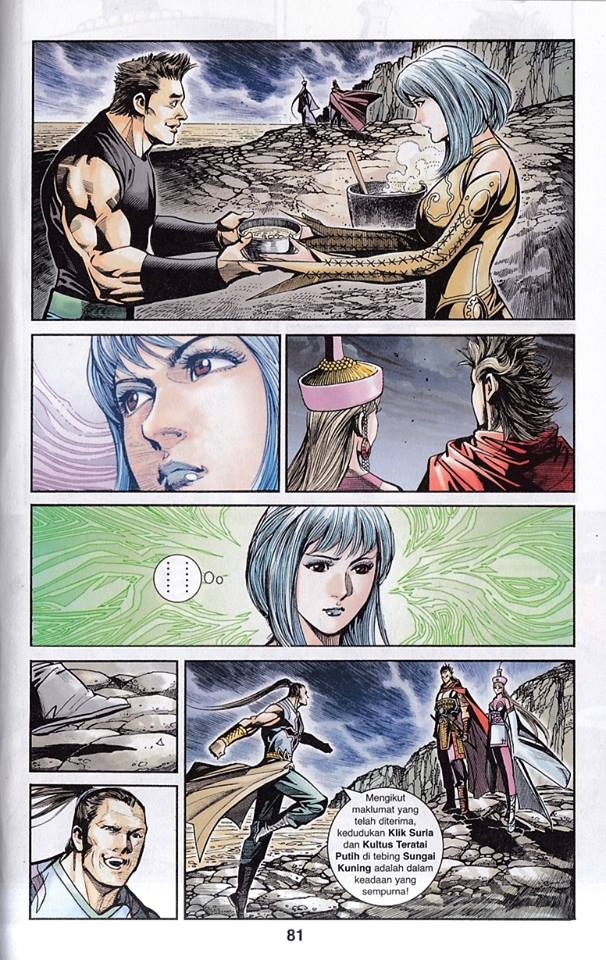 Mengikut
maklumat yang
telah diterima,
kedudukan Klik Suria
dan Kultus Teratai
Putih di tebing Sungai
Kuning adalah dalam
keadaan yang
sempurna!
81